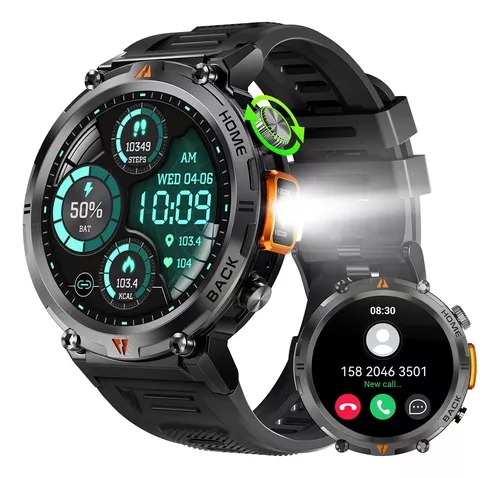 10349
STEPS
AM
WED 04-06
10:09
50%
BAT
103.4
104
103.4
KCAL
HOME
BACK
08:30
158 2046 3501
New call...
HOME
BACK